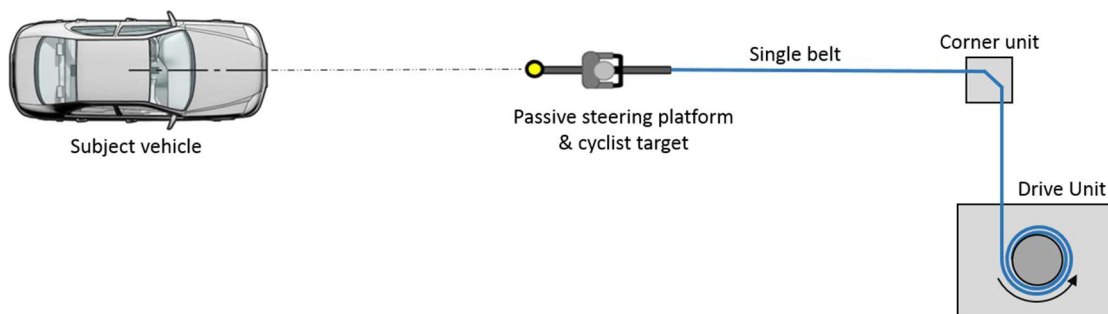 Single belt
Corner unit
Passive steering platform
& cyclist target
Subject vehicle
Drive Unit